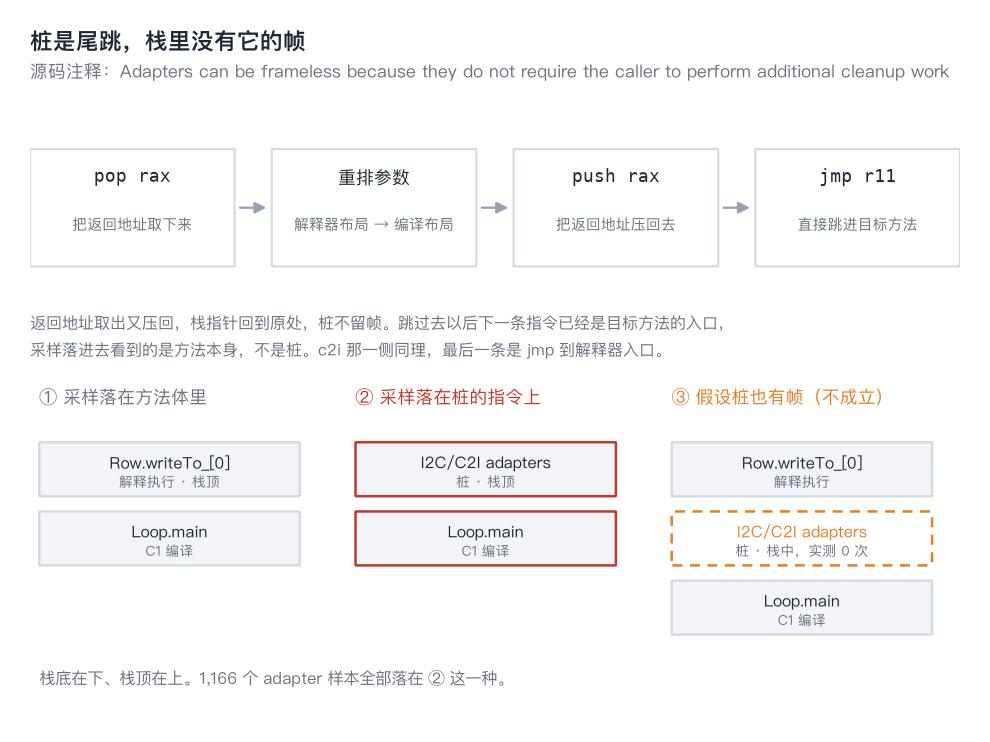 桩是尾跳，栈里没有它的帧
源码注释：Adapters can be frameless because they do not require the caller to perform additional cleanup work
pop rax
把返回地址取下来
重排参数
解释器布局 → 编译布局
push rax
把返回地址压回去
jmp r11
直接跳进目标方法
返回地址取出又压回，栈指针回到原处，桩不留帧。跳过去以后下一条指令已经是目标方法的入口，
采样落进去看到的是方法本身，不是桩。c2i 那一侧同理，最后一条是 jmp 到解释器入口。
① 采样落在方法体里
Row.writeTo_[0]
解释执行 · 栈顶
Loop.main
C1 编译
② 采样落在桩的指令上
I2C/C2I adapters
桩 · 栈顶
Loop.main
C1 编译
③ 假设桩也有帧（不成立）
Row.writeTo_[0]
解释执行
I2C/C2I adapters
桩 · 栈中，实测 0 次
Loop.main
C1 编译
栈底在下、栈顶在上。1,166 个 adapter 样本全部落在 ② 这一种。